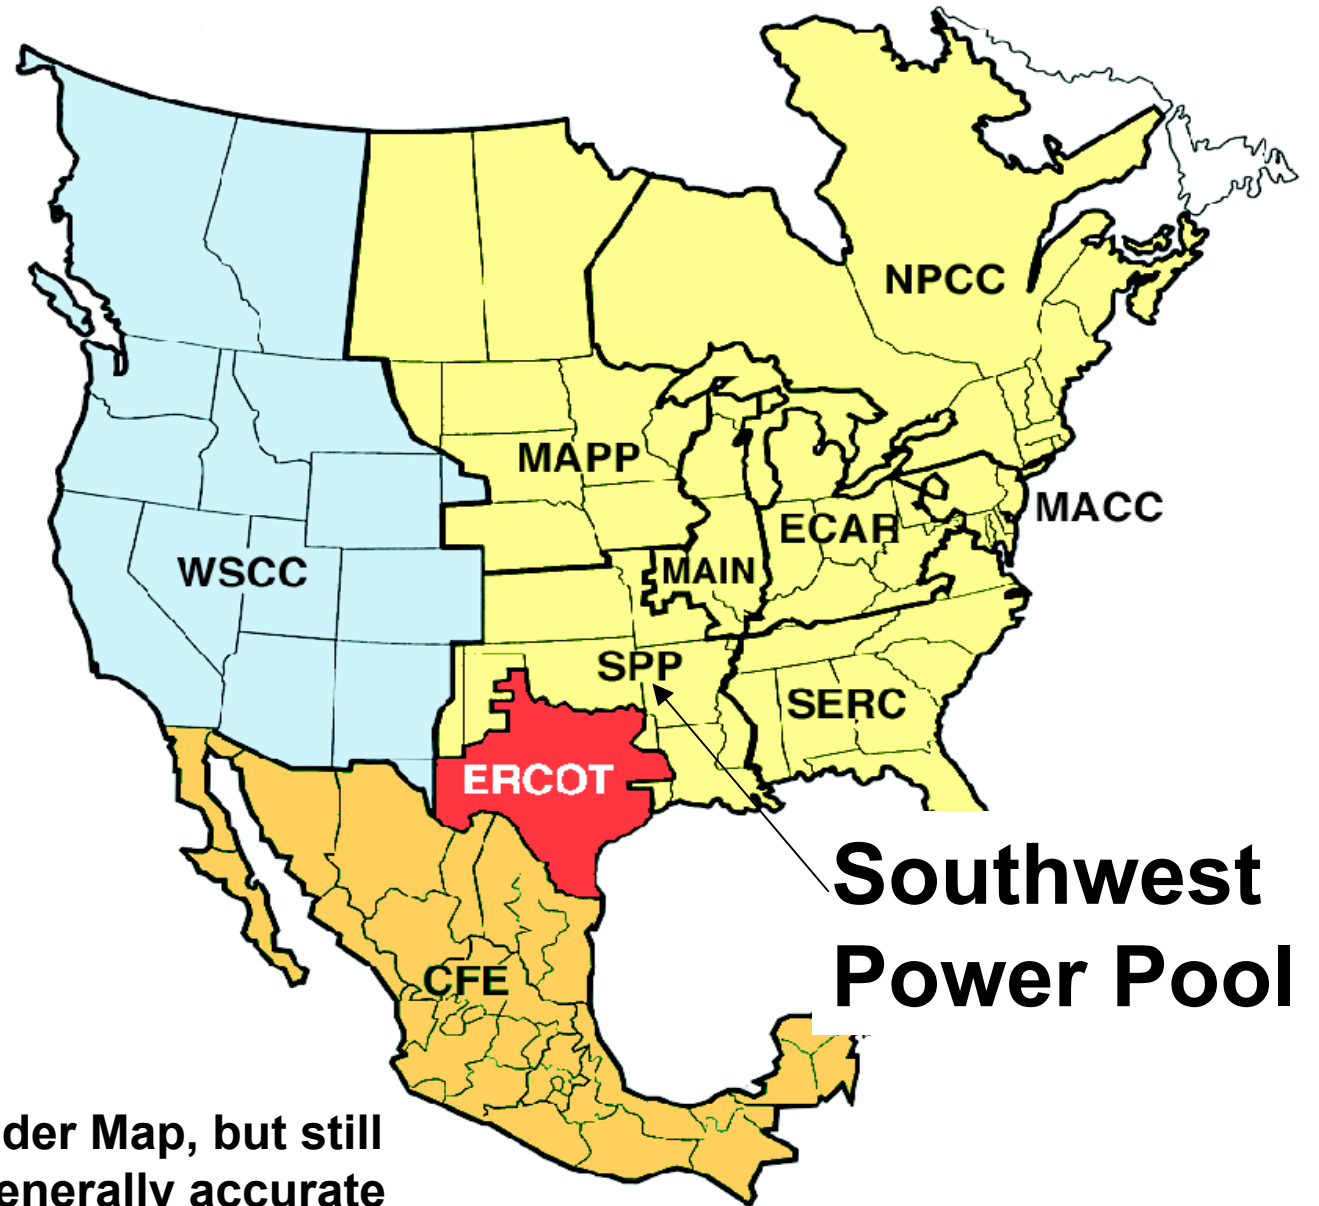 NPCC
MAPP
MACC
ECAR
WSCC
MAIN
SPP
SERC
ERCOT
Southwest
Power Pool
CFE
der Map, but still
enerally accurate